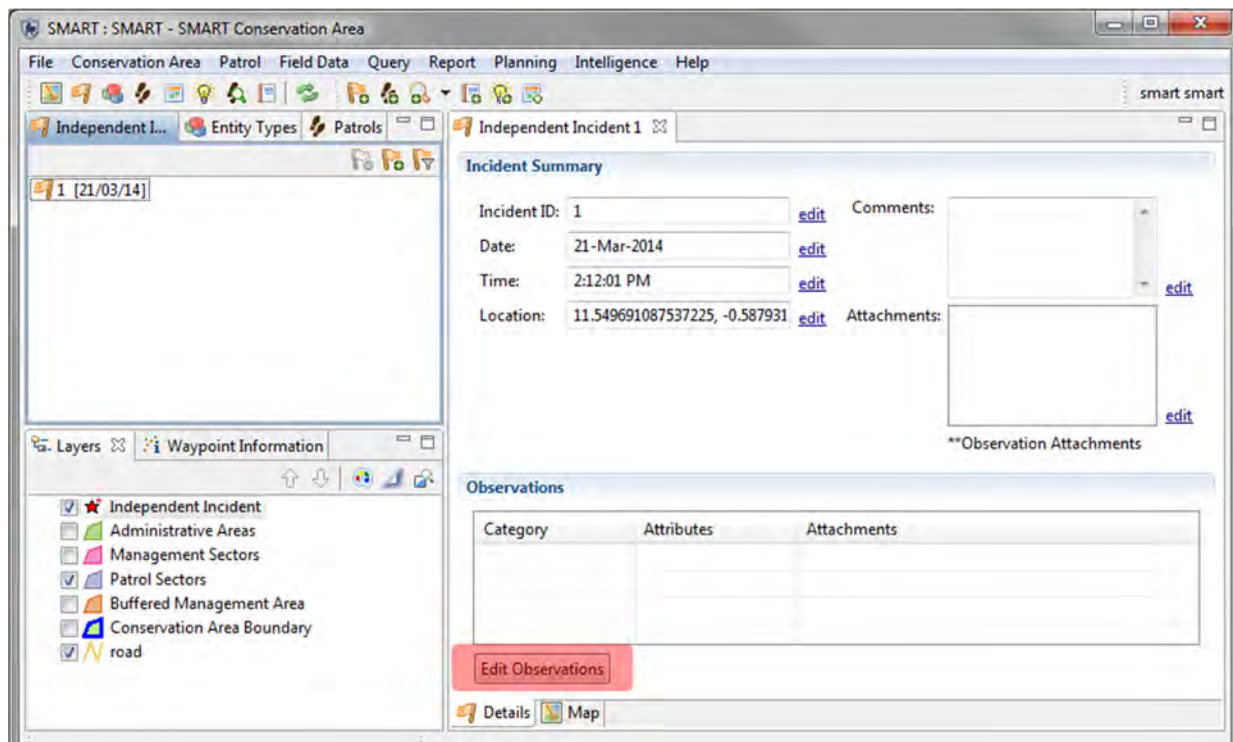 SMART : SMART - SMART Conservation Area
File Conservation Area Patrol Field Data Query Report Planning Intelligence Help
smart smart
Independent I... Entity Types Patrols
1 [21/03/14]
Layers Waypoint Information
Independent Incident
Administrative Areas
Management Sectors
Patrol Sectors
Buffered Management Area
Conservation Area Boundary
road
Independent Incident 1
Incident Summary
Incident ID: 1 edit
Date: 21-Mar-2014 edit
Time: 2:12:01 PM edit
Location: 11.549691087537225, -0.587931 edit
Comments: edit
Attachments: edit
**Observation Attachments
Observations
Category Attributes Attachments
Edit Observations
Details Map